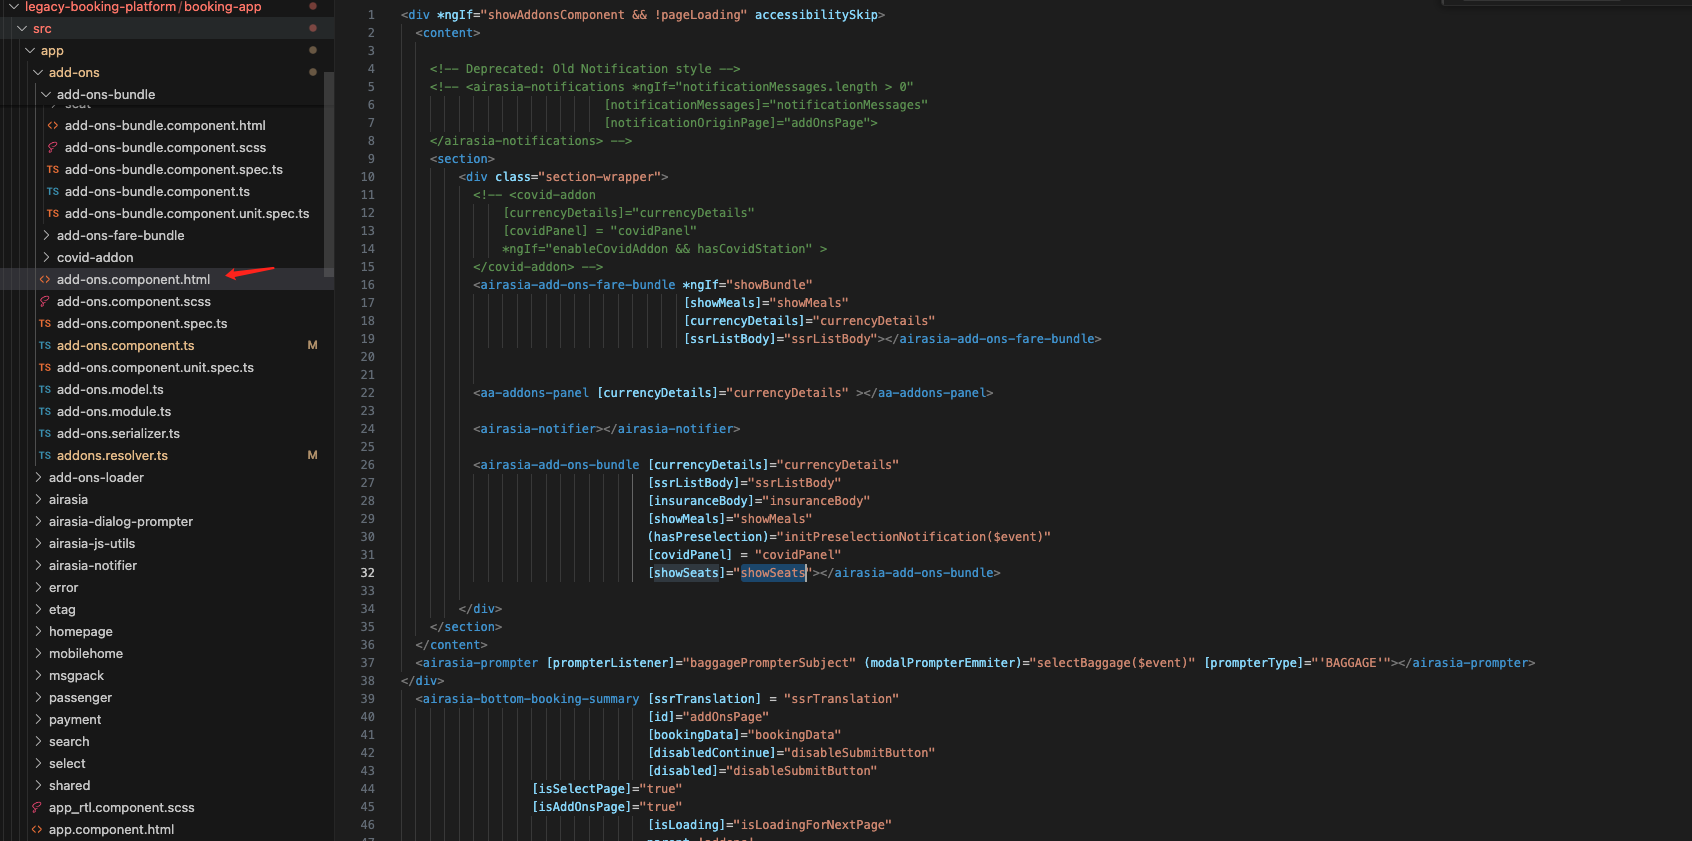 legacy-booking-platform/booking-app
src
app
add-ons
add-ons-bundle
seat
add-ons-bundle.component.html
add-ons-bundle.component.scss
TS add-ons-bundle.component.spec.ts
TS add-ons-bundle.component.ts
TS add-ons-bundle.component.unit.spec.ts
add-ons-fare-bundle
covid-addon
<> add-ons.component.html
add-ons.component.scss
TS add-ons.component.spec.ts
TS add-ons.component.ts M
TS add-ons.component.unit.spec.ts
TS add-ons.model.ts
TS add-ons.module.ts
TS add-ons.serializer.ts
TS addons.resolver.ts M
add-ons-loader
airasia
airasia-dialog-prompter
airasia-js-utils
airasia-notifier
error
etag
homepage
mobilehome
msgpack
passenger
payment
search
select
shared
app_rtl.component.scss
<> app.component.html
1 <div *ngIf="showAddonsComponent && !pageLoading" accessibilitySkip>
2 <content>
3
4 <!-- Deprecated: Old Notification style -->
5 <!-- <airasia-notifications *ngIf="notificationMessages.length > 0"
6 [notificationMessages]="notificationMessages"
7 [notificationOriginPage]="addOnsPage">
8 </airasia-notifications> -->
9 <section>
10 <div class="section-wrapper">
11 <!-- <covid-addon
12 [currencyDetails]="currencyDetails"
13 [covidPanel] = "covidPanel"
14 *ngIf="enableCovidAddon && hasCovidStation" >
15 </covid-addon> -->
16 <airasia-add-ons-fare-bundle *ngIf="showBundle"
17 [showMeals]="showMeals"
18 [currencyDetails]="currencyDetails"
19 [ssrListBody]="ssrListBody"></airasia-add-ons-fare-bundle>
20
21
22 <aa-addons-panel [currencyDetails]="currencyDetails" ></aa-addons-panel>
23
24 <airasia-notifier></airasia-notifier>
25
26 <airasia-add-ons-bundle [currencyDetails]="currencyDetails"
27 [ssrListBody]="ssrListBody"
28 [insuranceBody]="insuranceBody"
29 [showMeals]="showMeals"
30 (hasPreselection)="initPreselectionNotification($event)"
31 [covidPanel] = "covidPanel"
32 [showSeats]="showSeats"></airasia-add-ons-bundle>
33
34 </div>
35 </section>
36 </content>
37 <airasia-prompter [prompterListener]="baggagePrompterSubject" (modalPrompterEmmiter)="selectBaggage($event)" [prompterType]="'BAGGAGE'"></airasia-prompter>
38 </div>
39 <airasia-bottom-booking-summary [ssrTranslation] = "ssrTranslation"
40 [id]="addOnsPage"
41 [bookingData]="bookingData"
42 [disabledContinue]="disableSubmitButton"
43 [disabled]="disableSubmitButton"
44 [isSelectPage]="true"
45 [isAddOnsPage]="true"
46 [isLoading]="isLoadingForNextPage"
47